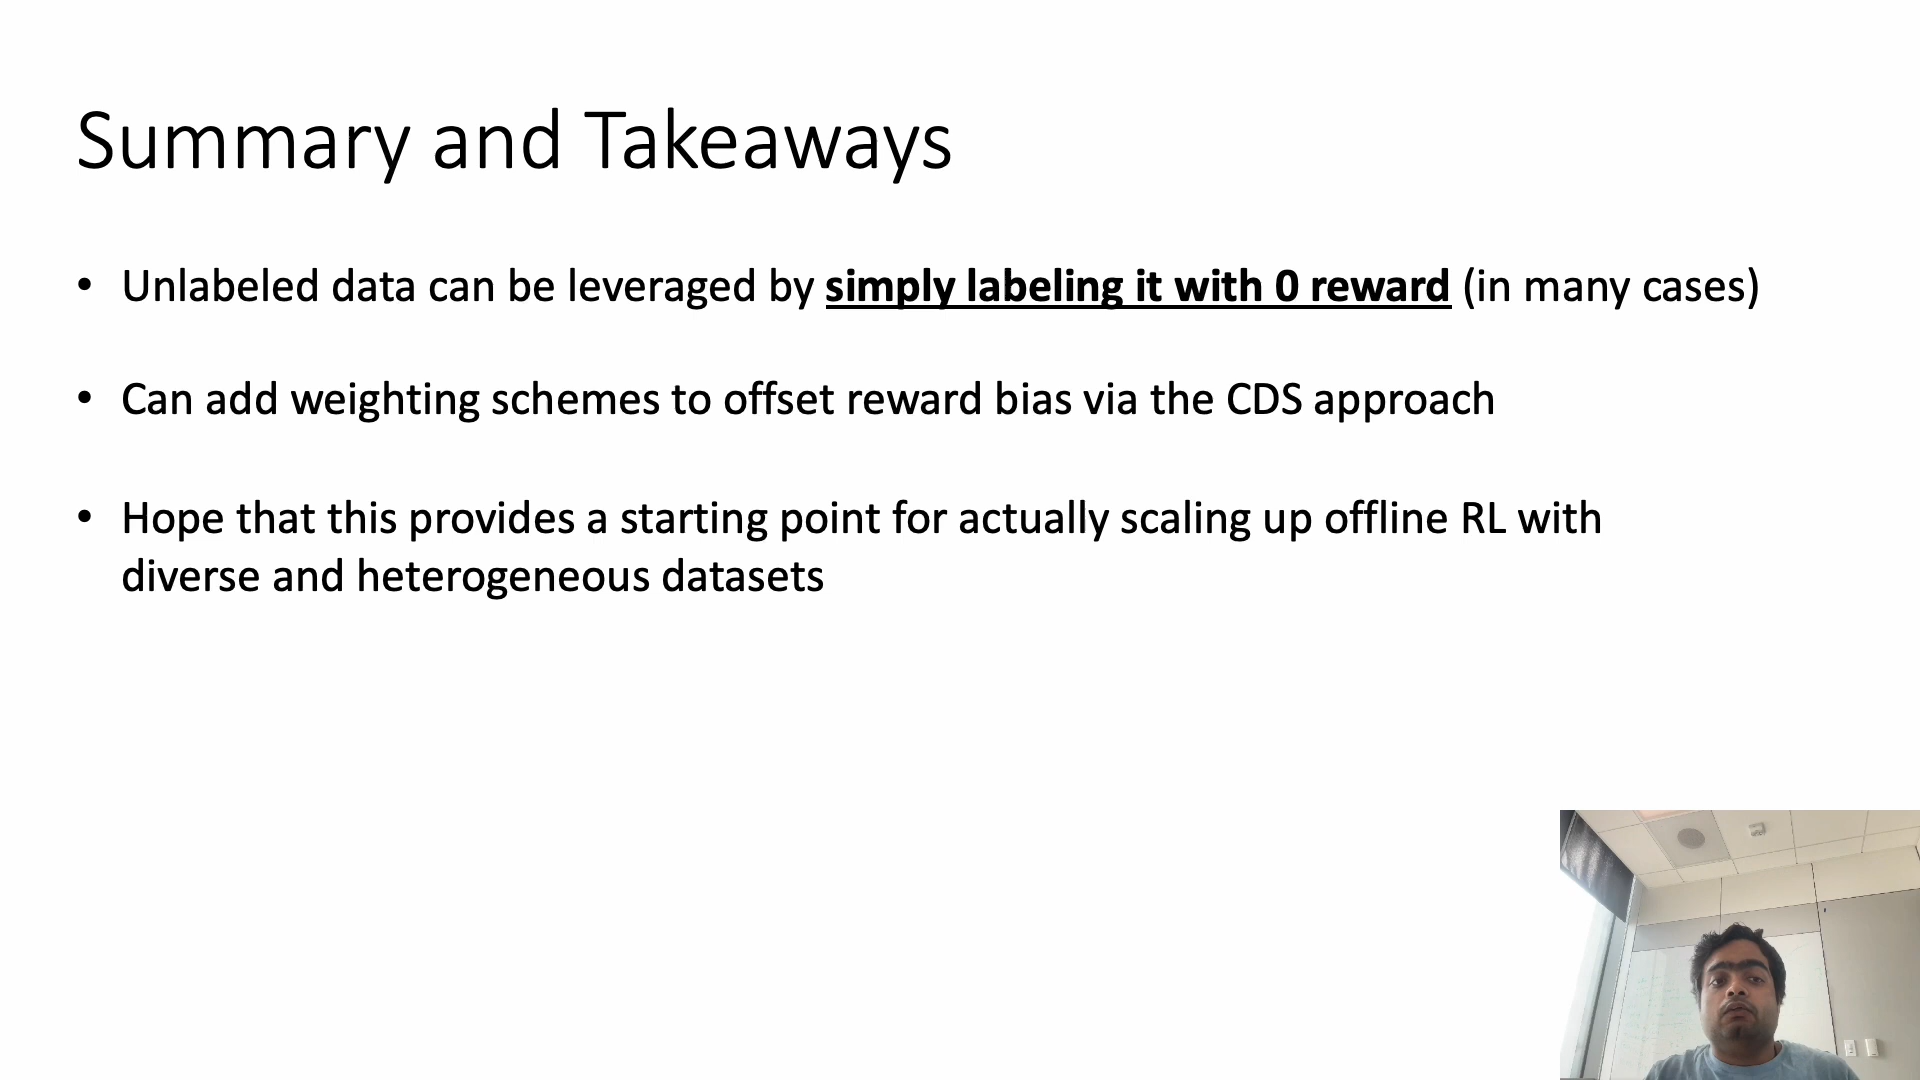 Summary and Takeaways
• Unlabeled data can be leveraged by simply labeling it with 0 reward (in many cases)
• Can add weighting schemes to offset reward bias via the CDS approach
• Hope that this provides a starting point for actually scaling up offline RL with
diverse and heterogeneous datasets